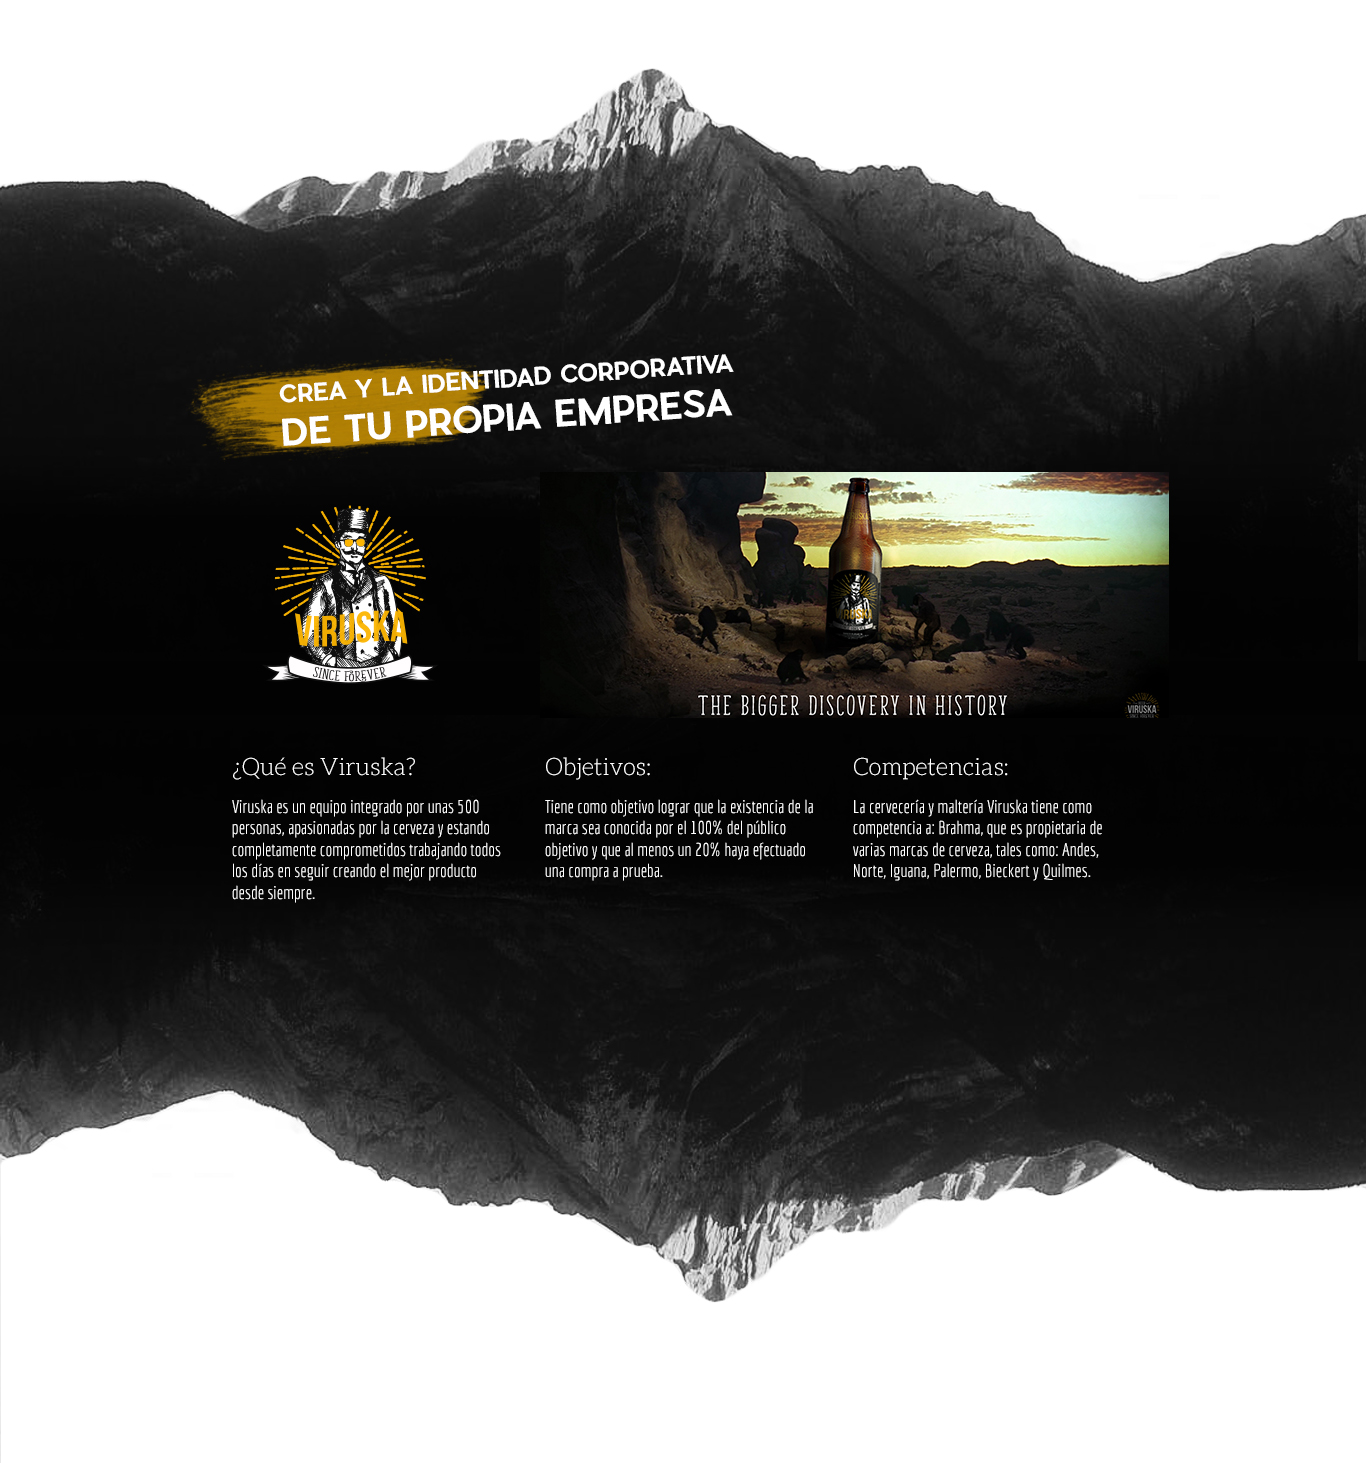 CREA Y LA IDENTIDAD CORPORATIVA
DE TU PROPIA EMPRESA
VIRUSKA
SINCE FOREVER
VIRUSKA
THE BIGGER DISCOVERY IN HISTORY
VIRUSKA
SINCE FOREVER
¿Qué es Viruska?
Viruska es un equipo integrado por unas 500
personas, apasionadas por la cerveza y estando
completamente comprometidos trabajando todos
los días en seguir creando el mejor producto
desde siempre.
Objetivos:
Tiene como objetivo lograr que la existencia de la
marca sea conocida por el 100% del público
objetivo y que al menos un 20% haya efectuado
una compra a prueba.
Competencias:
La cervecería y maltería Viruska tiene como
competencia a: Brahma, que es propietaria de
varias marcas de cerveza, tales como: Andes,
Norte, Iguana, Palermo, Bieckert y Quilmes.